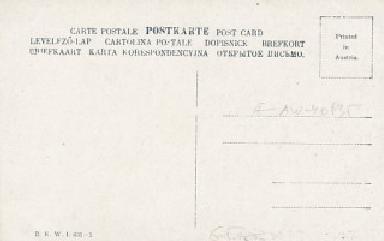 CARTE POSTALE POSTKARTE POST CARD
LEVELEZŐ-LAP CARTOLINA POSTALE DOPISNICE BREFKORT
BRIEFKAART KARTA KORESPONDENCYJNA ОТКРЫТОЕ ПИСЬМО.
Printed
in
Austria.
B. K. W. I.